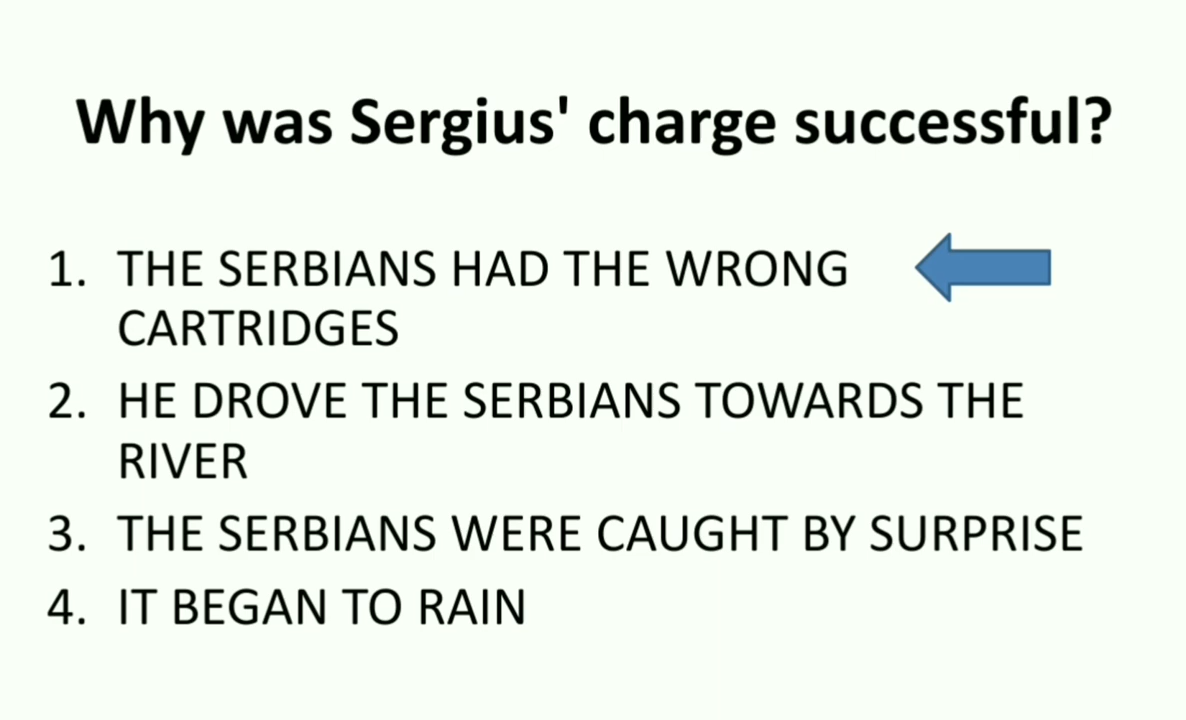 Why was Sergius' charge successful?
1. THE SERBIANS HAD THE WRONG
CARTRIDGES
2. HE DROVE THE SERBIANS TOWARDS THE
RIVER
3. THE SERBIANS WERE CAUGHT BY SURPRISE
4. IT BEGAN TO RAIN